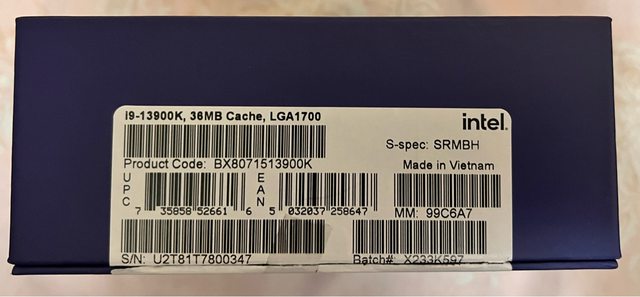 i9-13900K, 36MB Cache, LGA1700
intel.
S-spec: SRMBH
Product Code: BX8071513900K
Made in Vietnam
UPC
7 35858 52661 6
EAN
5 032037 258647
MM: 99C6A7
S/N: U2T81T7800347
Batch# X233K597